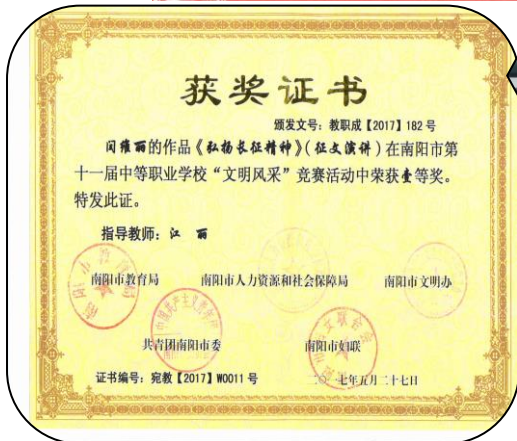 获奖证书
颁发文号：教职成【2017】182号
闫雅丽的作品《弘扬长征精神》（征文演讲）在南阳市第
十一届中等职业学校“文明风采”竞赛活动中荣获壹等奖。
特发此证。
指导教师：江 丽
南阳市教育局 南阳市人力资源和社会保障局 南阳市文明办
共青团南阳市委 南阳市妇联
证书编号：宛教【2017】W0011号 二〇一七年五月二十七日